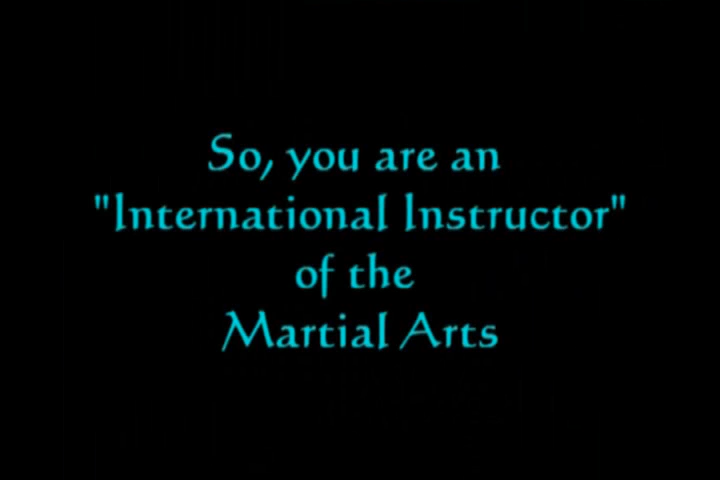 So, you are an
"International Instructor"
of the
Martial Arts